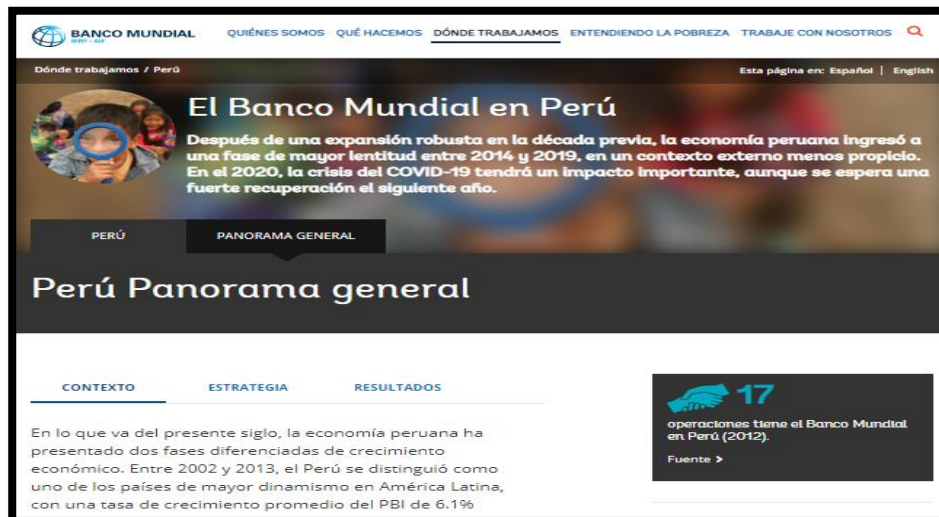 BANCO MUNDIAL
BIRF - AIF
QUIÉNES SOMOS QUÉ HACEMOS DÓNDE TRABAJAMOS ENTENDIENDO LA POBREZA TRABAJE CON NOSOTROS
Dónde trabajamos / Perú
Esta página en: Español | English
El Banco Mundial en Perú
Después de una expansión robusta en la década previa, la economía peruana ingresó a
una fase de mayor lentitud entre 2014 y 2019, en un contexto externo menos propicio.
En el 2020, la crisis del COVID-19 tendrá un impacto importante, aunque se espera una
fuerte recuperación el siguiente año.
PERÚ PANORAMA GENERAL
Perú Panorama general
CONTEXTO ESTRATEGIA RESULTADOS
En lo que va del presente siglo, la economía peruana ha
presentado dos fases diferenciadas de crecimiento
económico. Entre 2002 y 2013, el Perú se distinguió como
uno de los países de mayor dinamismo en América Latina,
con una tasa de crecimiento promedio del PBI de 6.1%
17
operaciones tiene el Banco Mundial
en Perú (2012).
Fuente >